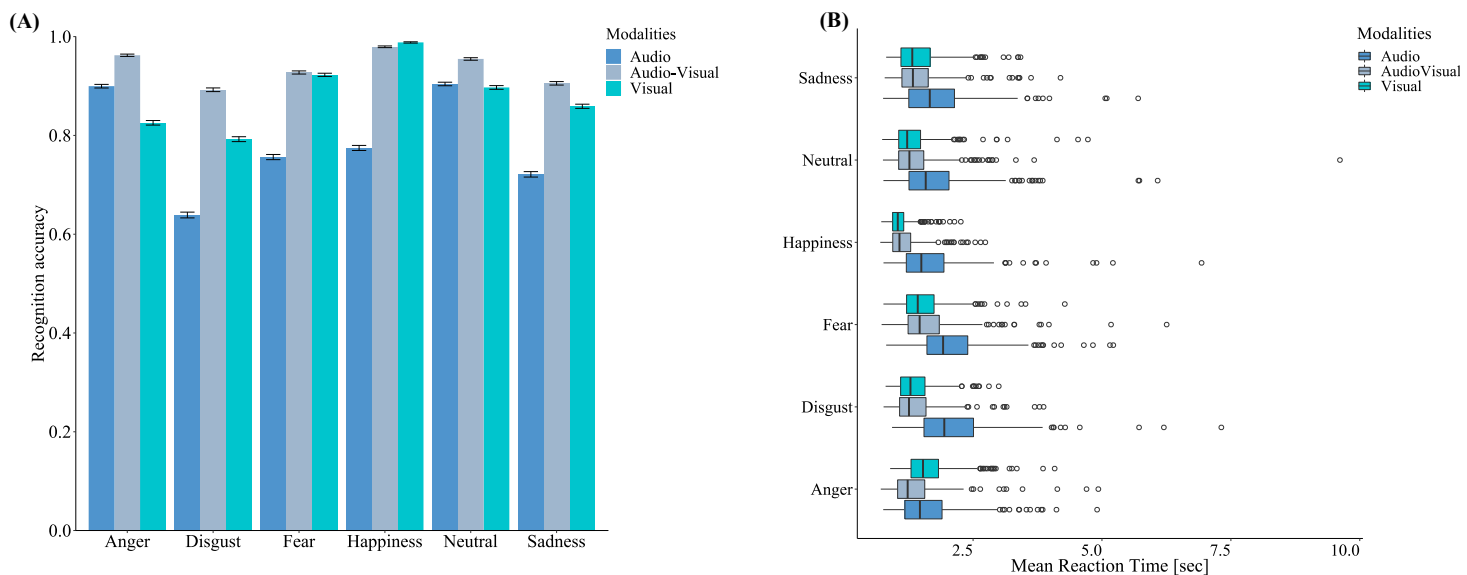 (A)
Modalities
Audio
Audio-Visual
Visual
Recognition accuracy
1.0
0.8
0.6
0.4
0.2
0.0
Anger Disgust Fear Happiness Neutral Sadness
(B)
Modalities
Audio
AudioVisual
Visual
Sadness
Neutral
Happiness
Fear
Disgust
Anger
2.5 5.0 7.5 10.0
Mean Reaction Time [sec]